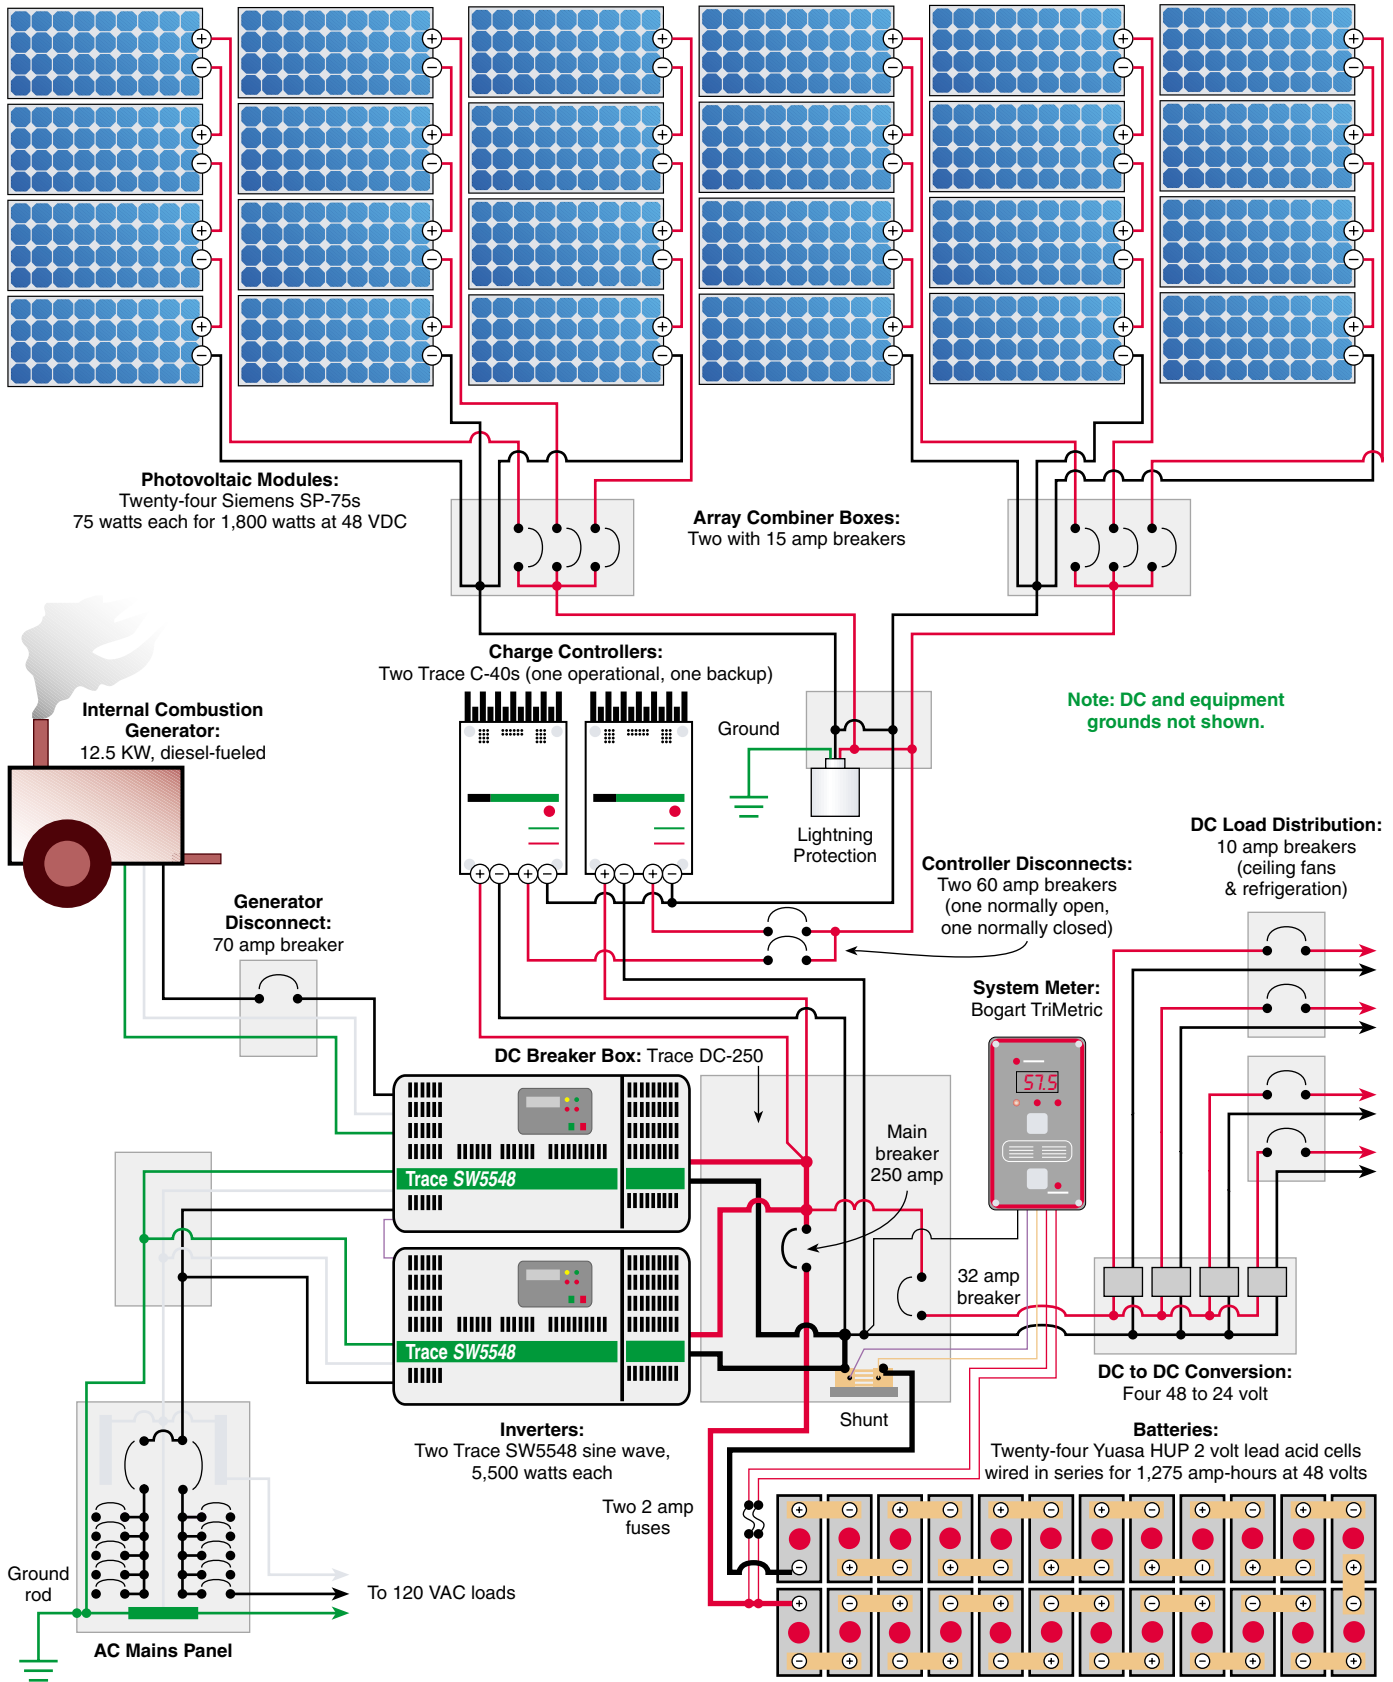 Photovoltaic Modules:
Twenty-four Siemens SP-75s
75 watts each for 1,800 watts at 48 VDC
Array Combiner Boxes:
Two with 15 amp breakers
Charge Controllers:
Two Trace C-40s (one operational, one backup)
Note: DC and equipment
grounds not shown.
Internal Combustion
Generator:
12.5 KW, diesel-fueled
Ground
Lightning
Protection
DC Load Distribution:
10 amp breakers
(ceiling fans
& refrigeration)
Controller Disconnects:
Two 60 amp breakers
(one normally open,
one normally closed)
Generator
Disconnect:
70 amp breaker
System Meter:
Bogart TriMetric
57.5
DC Breaker Box: Trace DC-250
Main
breaker
250 amp
Trace SW5548
Trace SW5548
32 amp
breaker
DC to DC Conversion:
Four 48 to 24 volt
Shunt
Inverters:
Two Trace SW5548 sine wave,
5,500 watts each
Batteries:
Twenty-four Yuasa HUP 2 volt lead acid cells
wired in series for 1,275 amp-hours at 48 volts
Two 2 amp
fuses
Ground
rod
To 120 VAC loads
AC Mains Panel